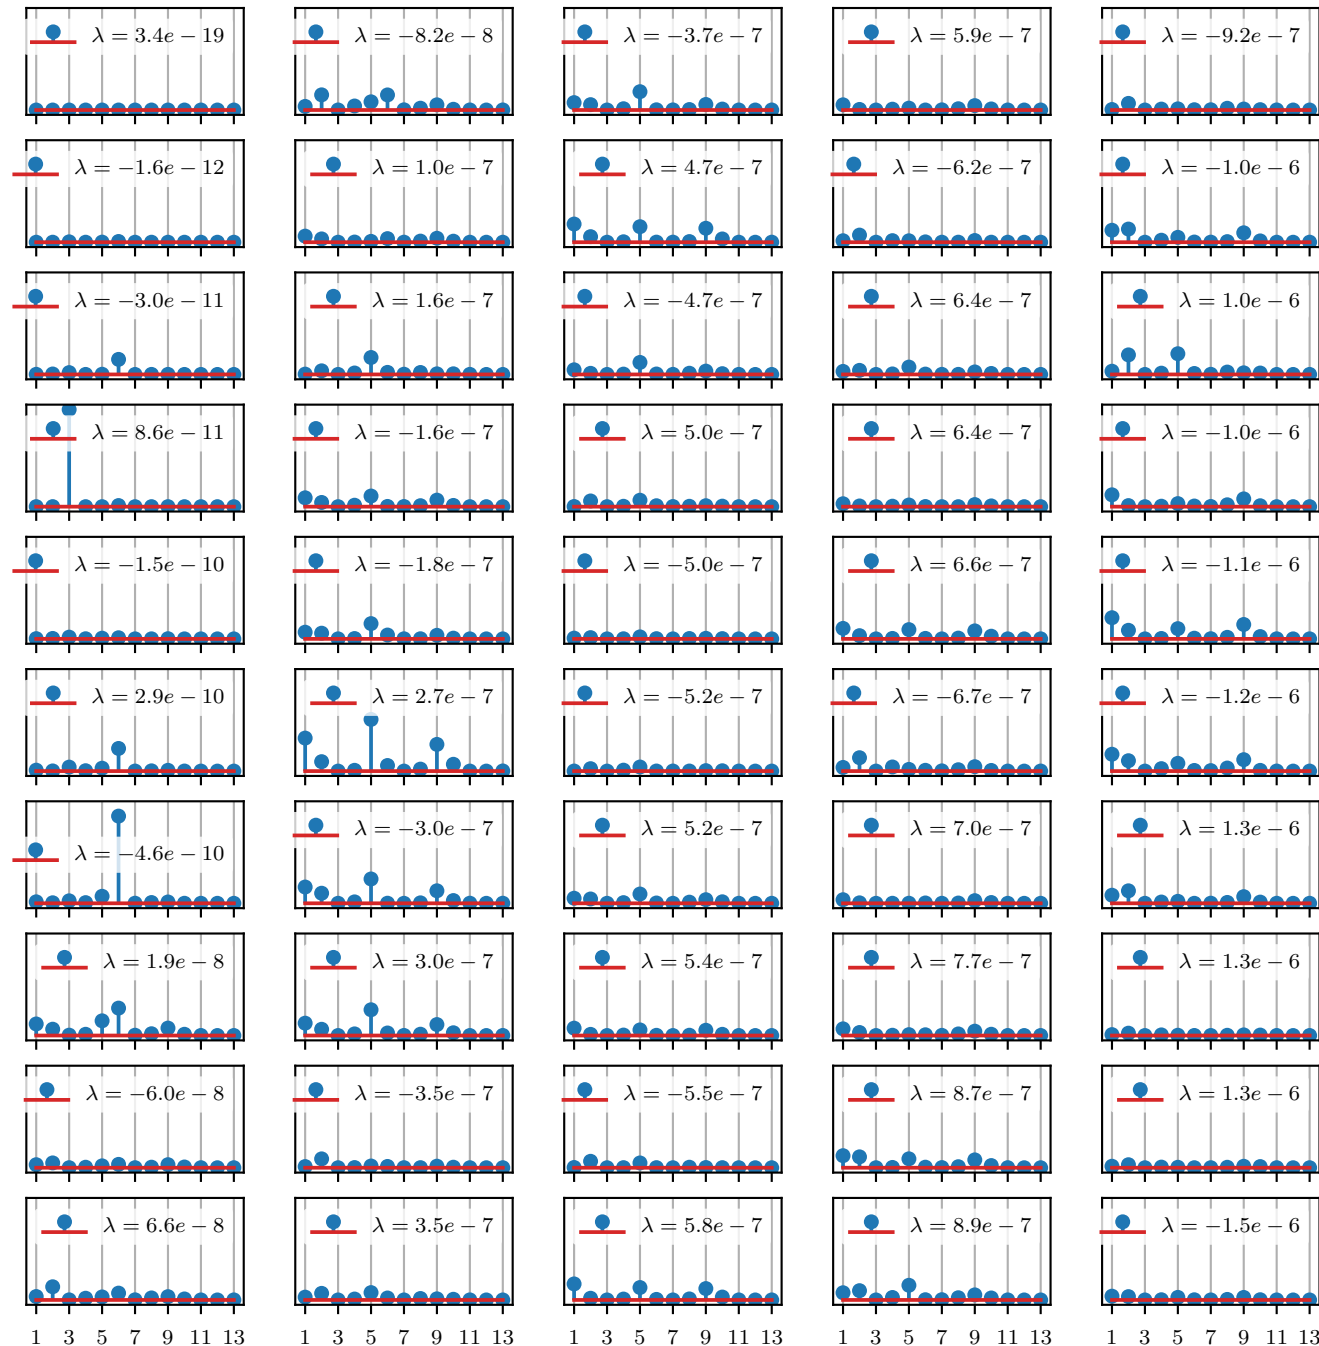 λ = 3.4e − 19 λ = −8.2e − 8 λ = −3.7e − 7 λ = 5.9e − 7 λ = −9.2e − 7
λ = −1.6e − 12 λ = 1.0e − 7 λ = 4.7e − 7 λ = −6.2e − 7 λ = −1.0e − 6
λ = −3.0e − 11 λ = 1.6e − 7 λ = −4.7e − 7 λ = 6.4e − 7 λ = 1.0e − 6
λ = 8.6e − 11 λ = −1.6e − 7 λ = 5.0e − 7 λ = 6.4e − 7 λ = −1.0e − 6
λ = −1.5e − 10 λ = −1.8e − 7 λ = −5.0e − 7 λ = 6.6e − 7 λ = −1.1e − 6
λ = 2.9e − 10 λ = 2.7e − 7 λ = −5.2e − 7 λ = −6.7e − 7 λ = −1.2e − 6
λ = −4.6e − 10 λ = −3.0e − 7 λ = 5.2e − 7 λ = 7.0e − 7 λ = 1.3e − 6
λ = 1.9e − 8 λ = 3.0e − 7 λ = 5.4e − 7 λ = 7.7e − 7 λ = 1.3e − 6
λ = −6.0e − 8 λ = −3.5e − 7 λ = −5.5e − 7 λ = 8.7e − 7 λ = 1.3e − 6
λ = 6.6e − 8 λ = 3.5e − 7 λ = 5.8e − 7 λ = 8.9e − 7 λ = −1.5e − 6
1 3 5 7 9 11 13 1 3 5 7 9 11 13 1 3 5 7 9 11 13 1 3 5 7 9 11 13 1 3 5 7 9 11 13